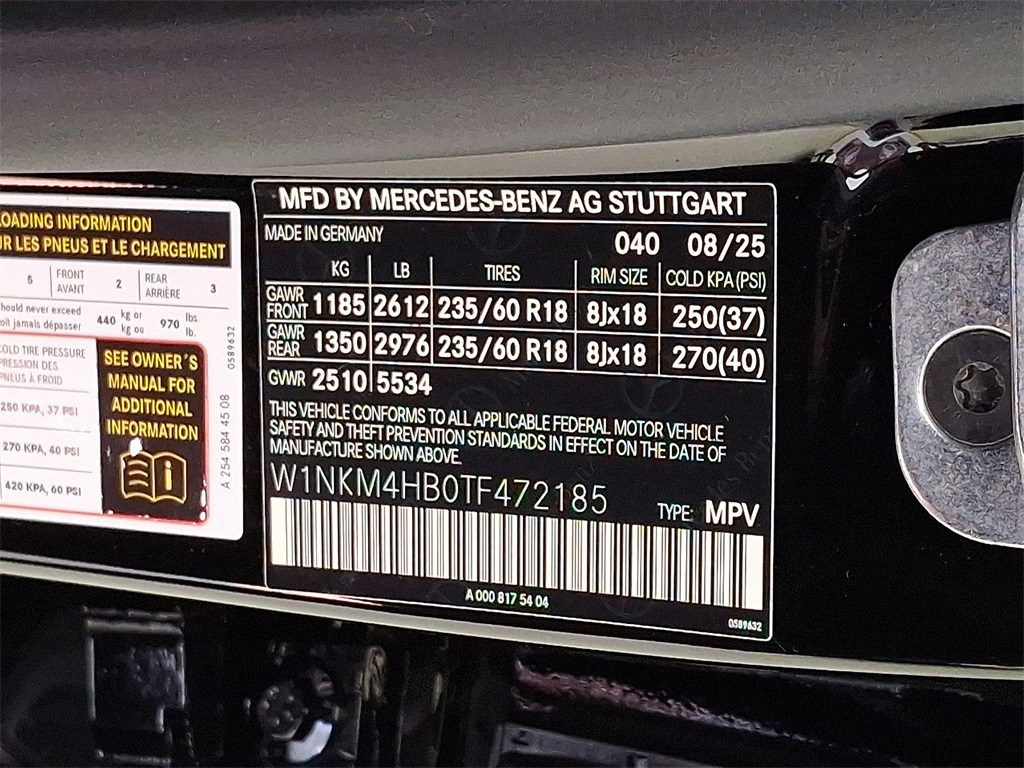 LOADING INFORMATION
UR LES PNEUS ET LE CHARGEMENT
5 FRONT AVANT 2 REAR ARRIÈRE 3
hould never exceed
oit jamais dépasser 440 kg or kg ou 970 lbs. lb.
COLD TIRE PRESSURE
PRESSION DES
PNEUS À FROID
250 KPA, 37 PSI
270 KPA, 40 PSI
420 KPA, 60 PSI
SEE OWNER'S
MANUAL FOR
ADDITIONAL
INFORMATION
0589632
A 254 584 45 08
MFD BY MERCEDES-BENZ AG STUTTGART
MADE IN GERMANY 040 08/25
KG LB TIRES RIM SIZE COLD KPA (PSI)
GAWR FRONT 1185 2612 235/60 R18 8Jx18 250(37)
GAWR REAR 1350 2976 235/60 R18 8Jx18 270(40)
GVWR 2510 5534
THIS VEHICLE CONFORMS TO ALL APPLICABLE FEDERAL MOTOR VEHICLE
SAFETY AND THEFT PREVENTION STANDARDS IN EFFECT ON THE DATE OF
MANUFACTURE SHOWN ABOVE.
W1NKM4HB0TF472185
TYPE: MPV
A 000 817 54 04
0589632